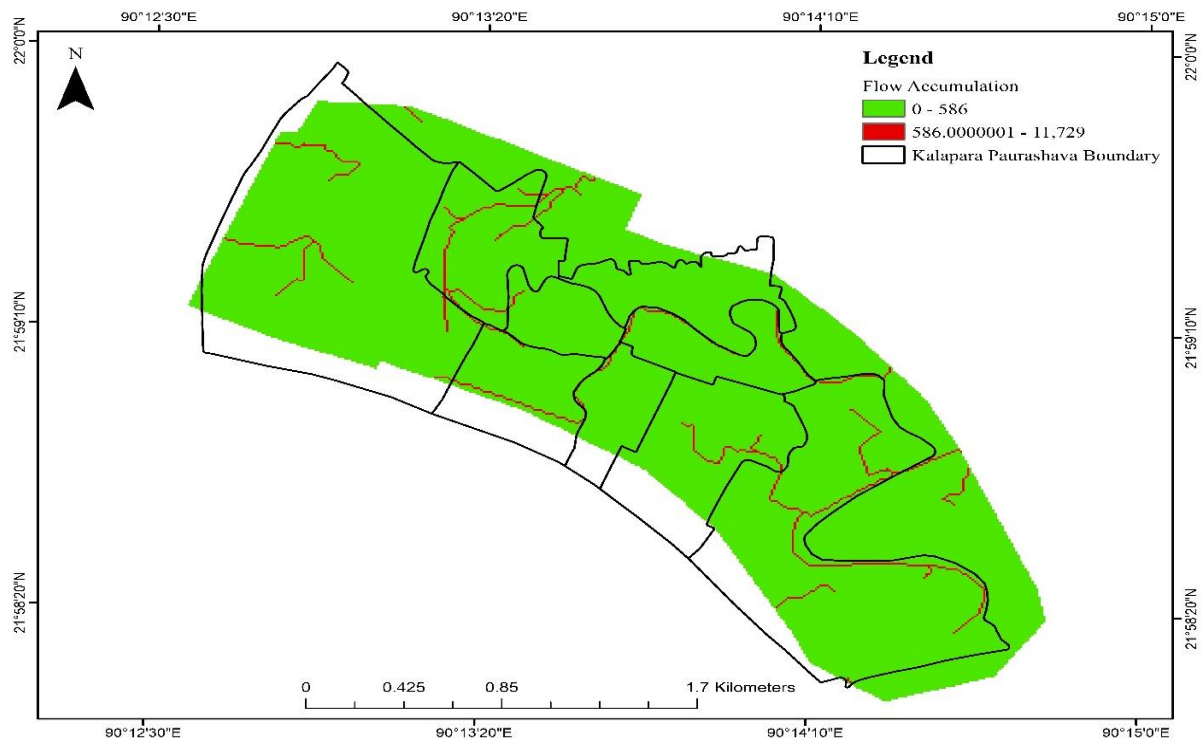 90°12'30"E 90°13'20"E 90°14'10"E 90°15'0"E
22°0'0"N
22°0'0"N
N
Legend
Flow Accumulation
0 - 586
586.0000001 - 11,729
Kalapara Paurashava Boundary
21°59'10"N
21°59'10"N
21°58'20"N
21°58'20"N
0 0.425 0.85 1.7 Kilometers
90°12'30"E 90°13'20"E 90°14'10"E 90°15'0"E